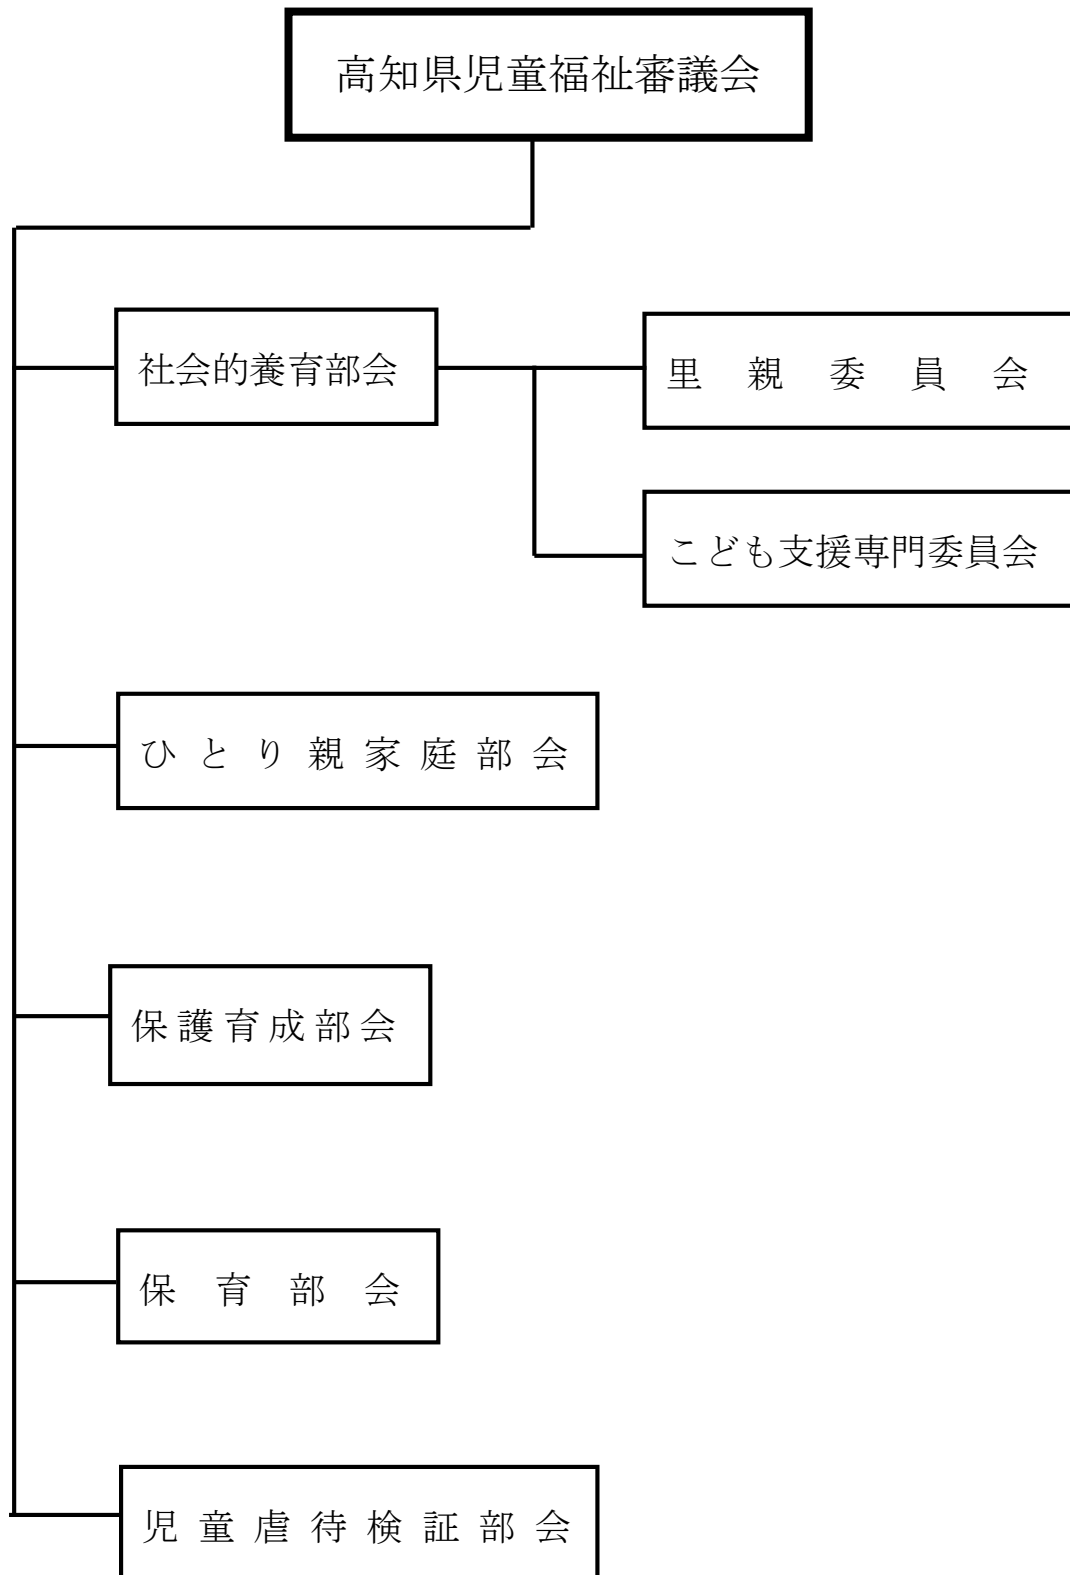 高知県児童福祉審議会
社会的養育部会
里親委員会
こども支援専門委員会
ひとり親家庭部会
保護育成部会
保育部会
児童虐待検証部会